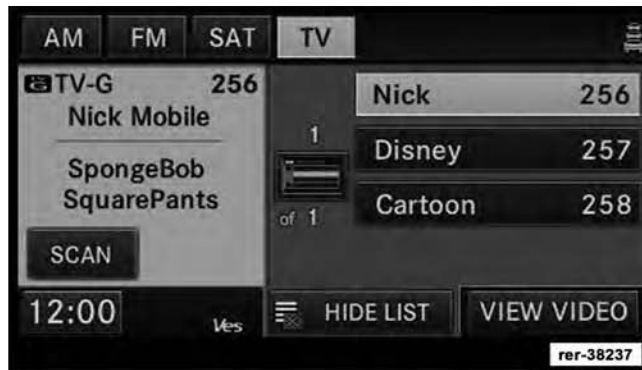 AM FM SAT TV
TV-G 256
Nick Mobile
SpongeBob
SquarePants
SCAN
1
of 1
Nick 256
Disney 257
Cartoon 258
12:00 Ves HIDE LIST VIEW VIDEO
rer-38237